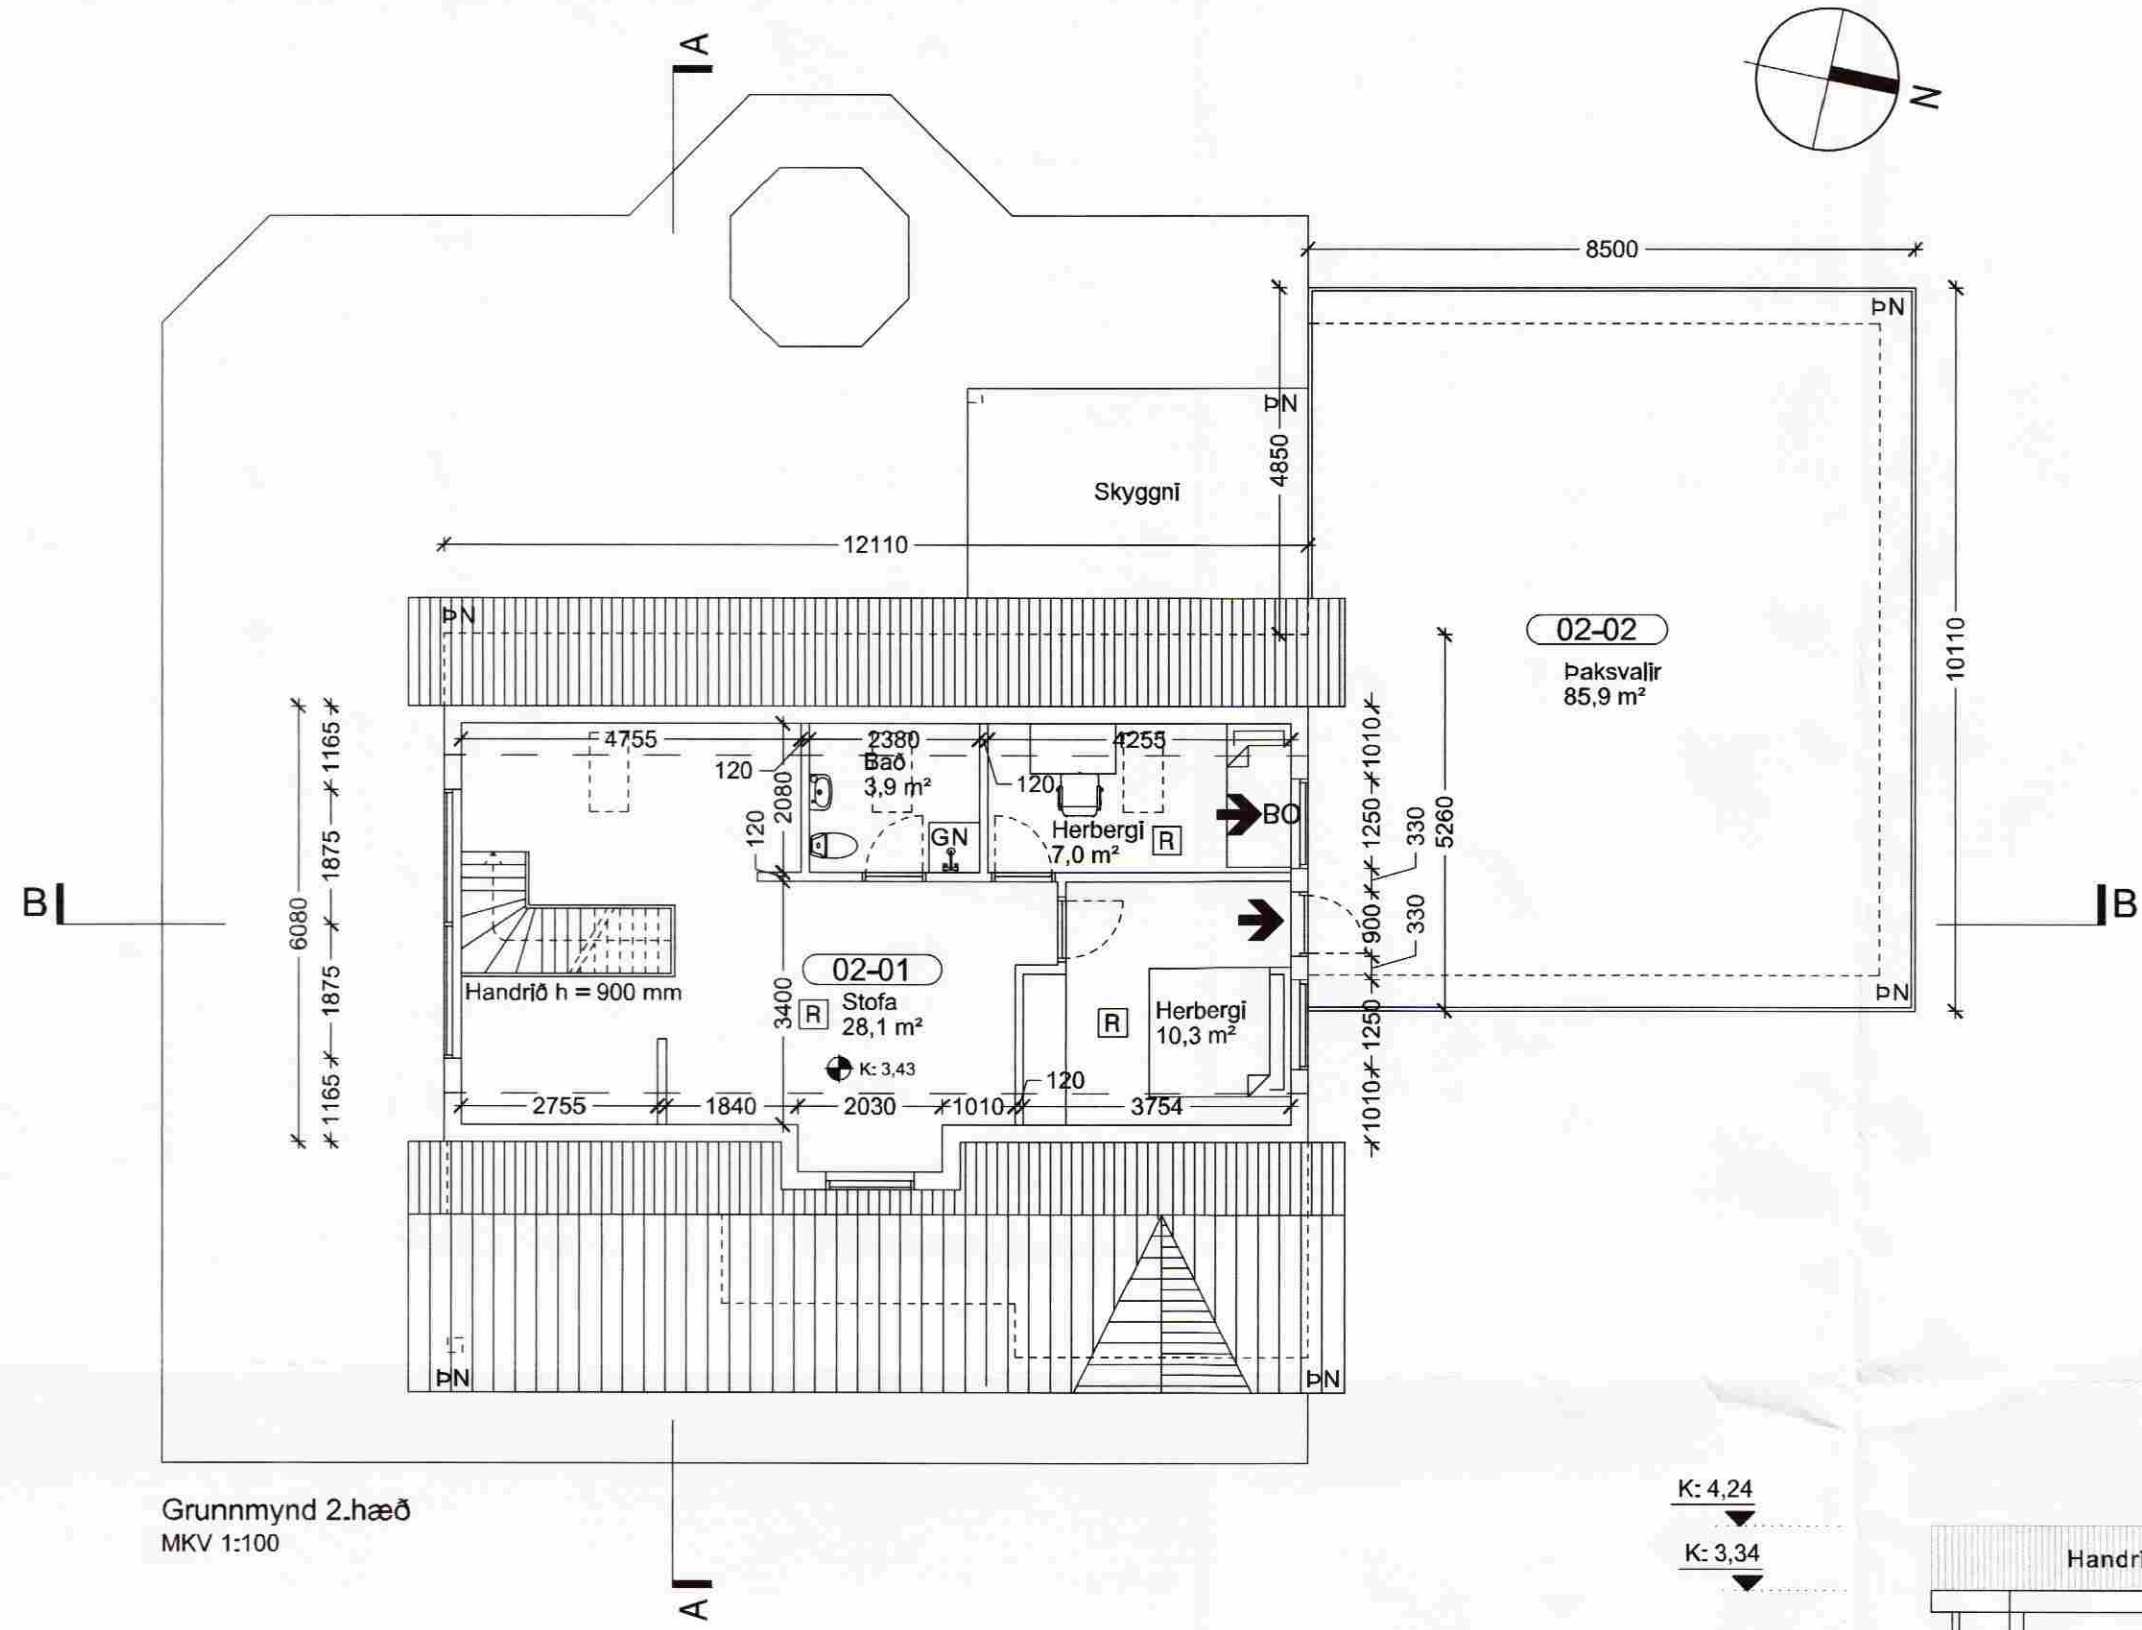 A
N
8500
ÞN
ÞN
4850
Skyggni
12110
02-02
Þaksvalir
85,9 m²
10110
ÞN
4755
2380
4255
120
Bað
3,9 m²
120
2080
120
GN
Herbergi
7,0 m²
R
BO
1165
1875
1875
1165
6080
1010
1250
330
900
330
1250
1010
5260
B
B
02-01
Stofa
28,1 m²
R
K: 3,43
3400
Handrið h = 900 mm
R
Herbergi
10,3 m²
120
ÞN
2755
1840
2030
1010
3754
ÞN
ÞN
Grunnmynd 2.hæð
MKV 1:100
A
K: 4,24
K: 3,34